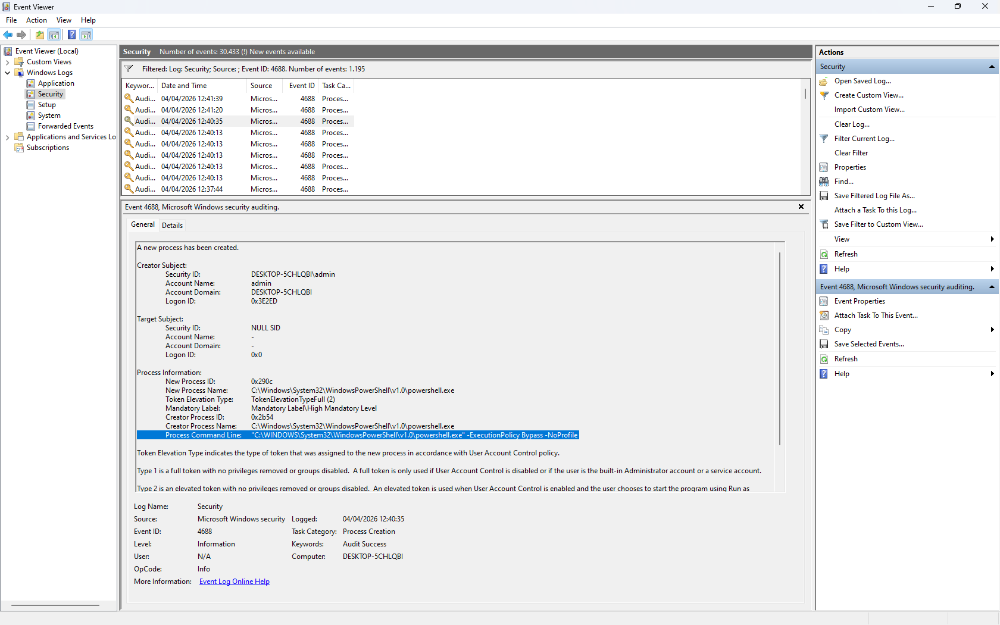 Event Viewer
File Action View Help
Event Viewer (Local)
Custom Views
Windows Logs
Application
Security
Setup
System
Forwarded Events
Applications and Services Lo
Subscriptions
Security Number of events: 30.433 (!) New events available
Filtered: Log: Security; Source: ; Event ID: 4688. Number of events: 1.195
Keywor... Date and Time Source Event ID Task Ca...
Audi... 04/04/2026 12:41:39 Micros... 4688 Proces...
Audi... 04/04/2026 12:41:20 Micros... 4688 Proces...
Audi... 04/04/2026 12:40:35 Micros... 4688 Proces...
Audi... 04/04/2026 12:40:13 Micros... 4688 Proces...
Audi... 04/04/2026 12:40:13 Micros... 4688 Proces...
Audi... 04/04/2026 12:40:13 Micros... 4688 Proces...
Audi... 04/04/2026 12:40:13 Micros... 4688 Proces...
Audi... 04/04/2026 12:40:13 Micros... 4688 Proces...
Audi... 04/04/2026 12:37:44 Micros... 4688 Proces...
Event 4688, Microsoft Windows security auditing.
General Details
A new process has been created.
Creator Subject:
Security ID: DESKTOP-5CHLQBI\admin
Account Name: admin
Account Domain: DESKTOP-5CHLQBI
Logon ID: 0x3E2ED
Target Subject:
Security ID: NULL SID
Account Name: -
Account Domain: -
Logon ID: 0x0
Process Information:
New Process ID: 0x290c
New Process Name: C:\Windows\System32\WindowsPowerShell\v1.0\powershell.exe
Token Elevation Type: TokenElevationTypeFull (2)
Mandatory Label: Mandatory Label\High Mandatory Level
Creator Process ID: 0x2b54
Creator Process Name: C:\Windows\System32\WindowsPowerShell\v1.0\powershell.exe
Process Command Line: "C:\WINDOWS\System32\WindowsPowerShell\v1.0\powershell.exe" -ExecutionPolicy Bypass -NoProfile
Token Elevation Type indicates the type of token that was assigned to the new process in accordance with User Account Control policy.
Type 1 is a full token with no privileges removed or groups disabled. A full token is only used if User Account Control is disabled or if the user is the built-in Administrator account or a service account.
Type 2 is an elevated token with no privileges removed or groups disabled. An elevated token is used when User Account Control is enabled and the user chooses to start the program using Run as
Log Name: Security
Source: Microsoft Windows security Logged: 04/04/2026 12:40:35
Event ID: 4688 Task Category: Process Creation
Level: Information Keywords: Audit Success
User: N/A Computer: DESKTOP-5CHLQBI
OpCode: Info
More Information: Event Log Online Help
Actions
Security
Open Saved Log...
Create Custom View...
Import Custom View...
Clear Log...
Filter Current Log...
Clear Filter
Properties
Find...
Save Filtered Log File As...
Attach a Task To this Log...
Save Filter to Custom View...
View
Refresh
Help
Event 4688, Microsoft Windows security auditing.
Event Properties
Attach Task To This Event...
Copy
Save Selected Events...
Refresh
Help